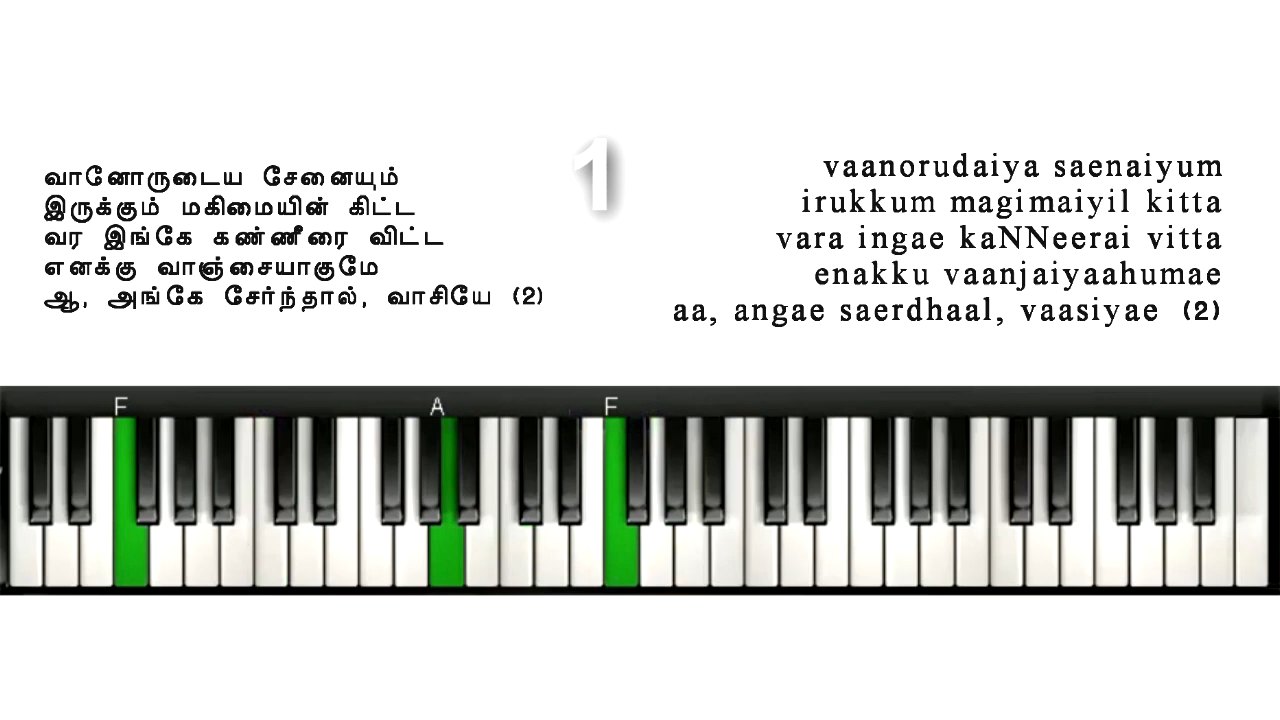 1
வானோருடைய சேனையும்
இருக்கும் மகிமையின் கிட்ட
வர இங்கே கண்ணீரை விட்ட
எனக்கு வாஞ்சையாகுமே
ஆ, அங்கே சேர்ந்தால், வாசியே (2)
vaanorudaiya saenaiyum
irukkum magimaiyil kitta
vara ingae kaNNeerai vitta
enakku vaanjaiyaahumae
aa, angae saerdhaal, vaasiyae (2)
F A F